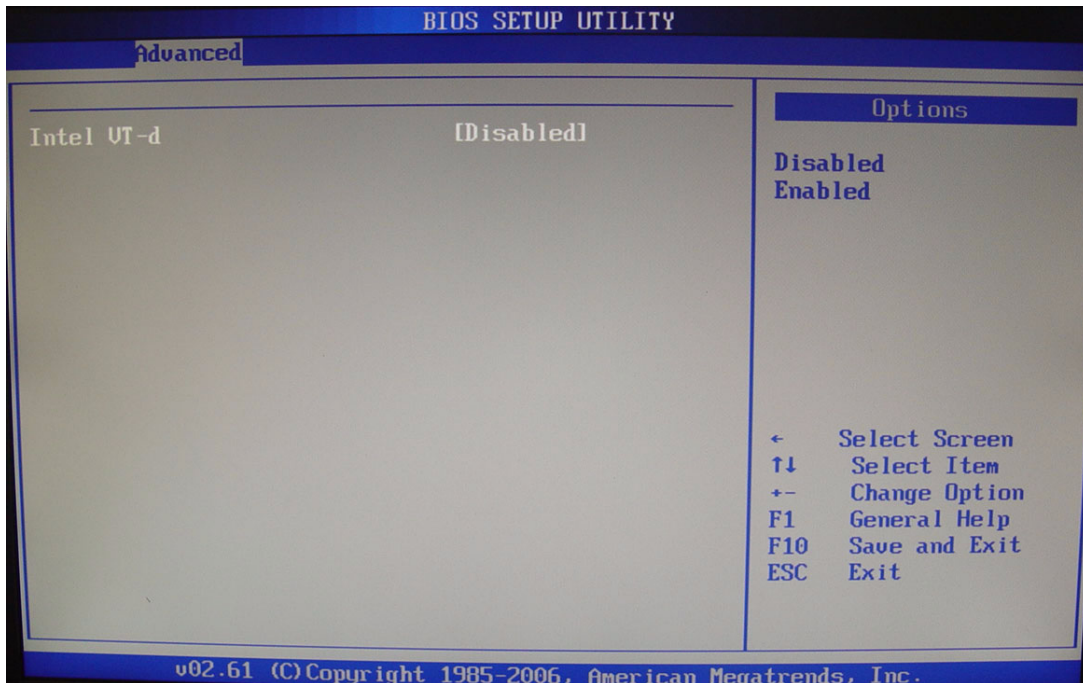 BIOS SETUP UTILITY
Advanced
Intel VT-d [Disabled]
Options
Disabled
Enabled
← Select Screen
↑↓ Select Item
+- Change Option
F1 General Help
F10 Save and Exit
ESC Exit
v02.61 (C)Copyright 1985-2006, American Megatrends, Inc.